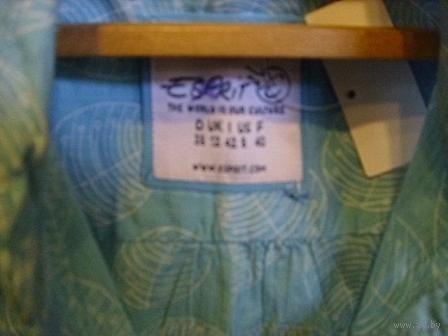 ESPRIT
THE WORLD IS OUR CULTURE
D UK I US F
38 12 42 8 40
www.esprit.com